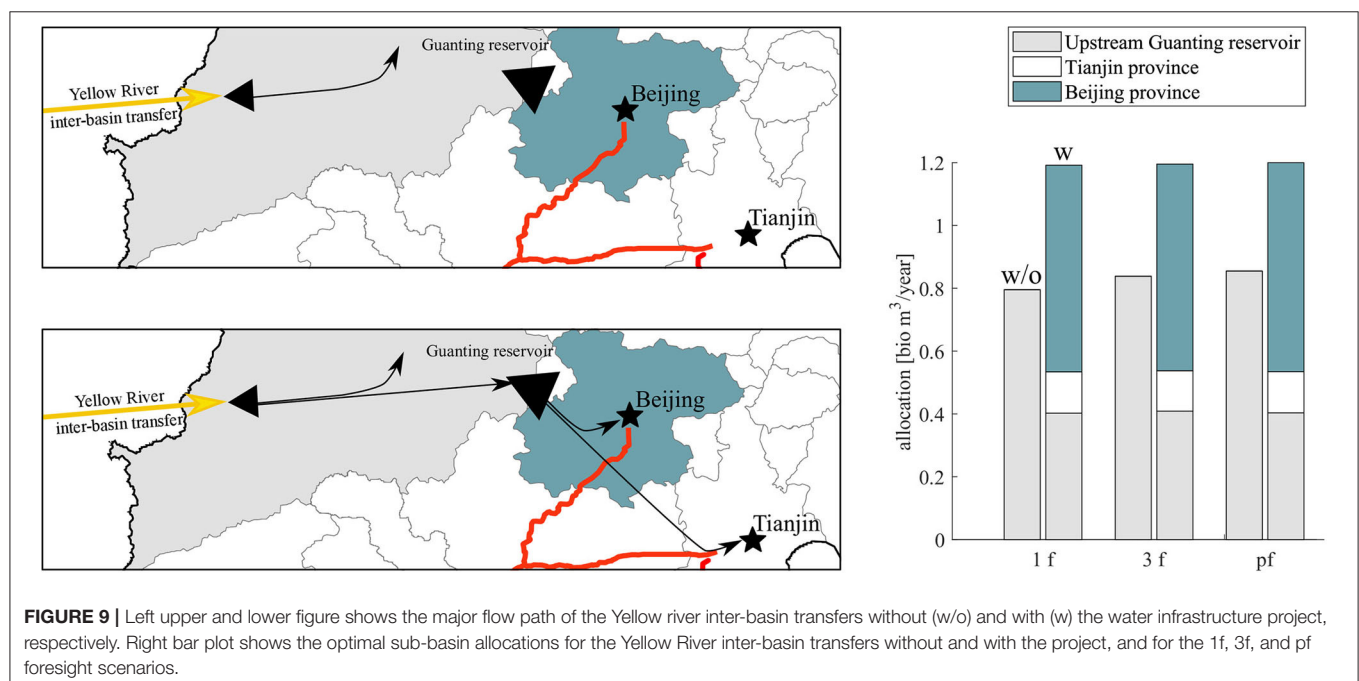 Guanting reservoir
Yellow River
inter-basin transfer
Beijing
Tianjin
Guanting reservoir
Yellow River
inter-basin transfer
Beijing
Tianjin
Upstream Guanting reservoir
Tianjin province
Beijing province
allocation [bio m³/year]
1.2
1
0.8
0.6
0.4
0.2
0
w/o
w
1 f
3 f
pf
FIGURE 9 | Left upper and lower figure shows the major flow path of the Yellow river inter-basin transfers without (w/o) and with (w) the water infrastructure project,
respectively. Right bar plot shows the optimal sub-basin allocations for the Yellow River inter-basin transfers without and with the project, and for the 1f, 3f, and pf
foresight scenarios.